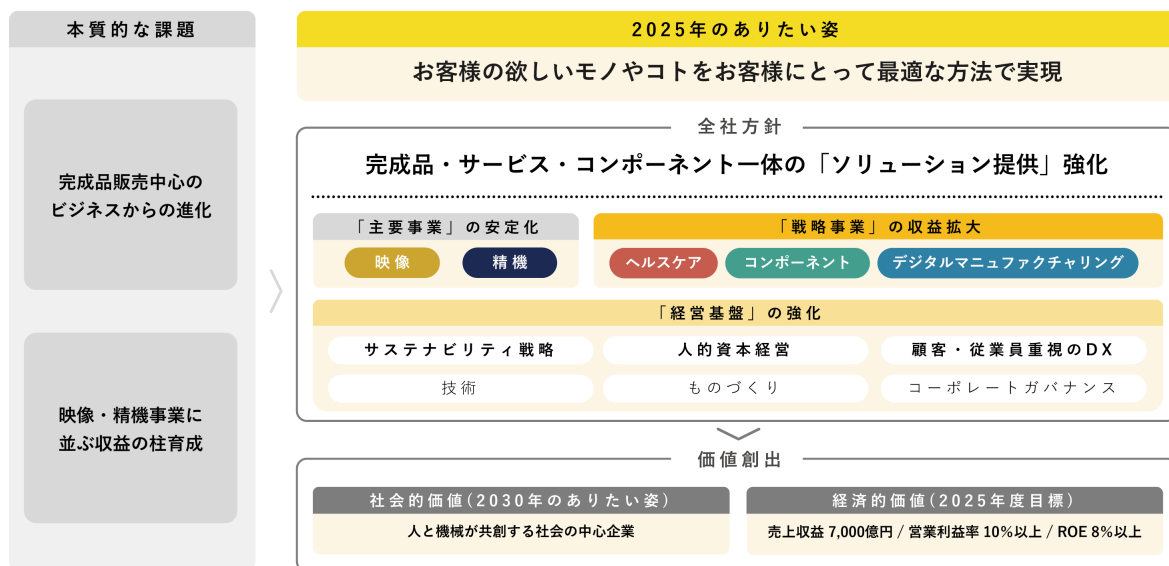 本質的な課題
完成品販売中心の
ビジネスからの進化
映像・精機事業に
並ぶ収益の柱育成
2025年のありたい姿
お客様の欲しいモノやコトをお客様にとって最適な方法で実現
全社方針
完成品・サービス・コンポーネント一体の「ソリューション提供」強化
「主要事業」の安定化
映像 精機
「戦略事業」の収益拡大
ヘルスケア コンポーネント デジタルマニュファクチャリング
「経営基盤」の強化
サステナビリティ戦略 人的資本経営 顧客・従業員重視のDX
技術 ものづくり コーポレートガバナンス
価値創出
社会的価値(2030年のありたい姿)
人と機械が共創する社会の中心企業
経済的価値(2025年度目標)
売上収益 7,000億円 / 営業利益率 10%以上 / ROE 8%以上